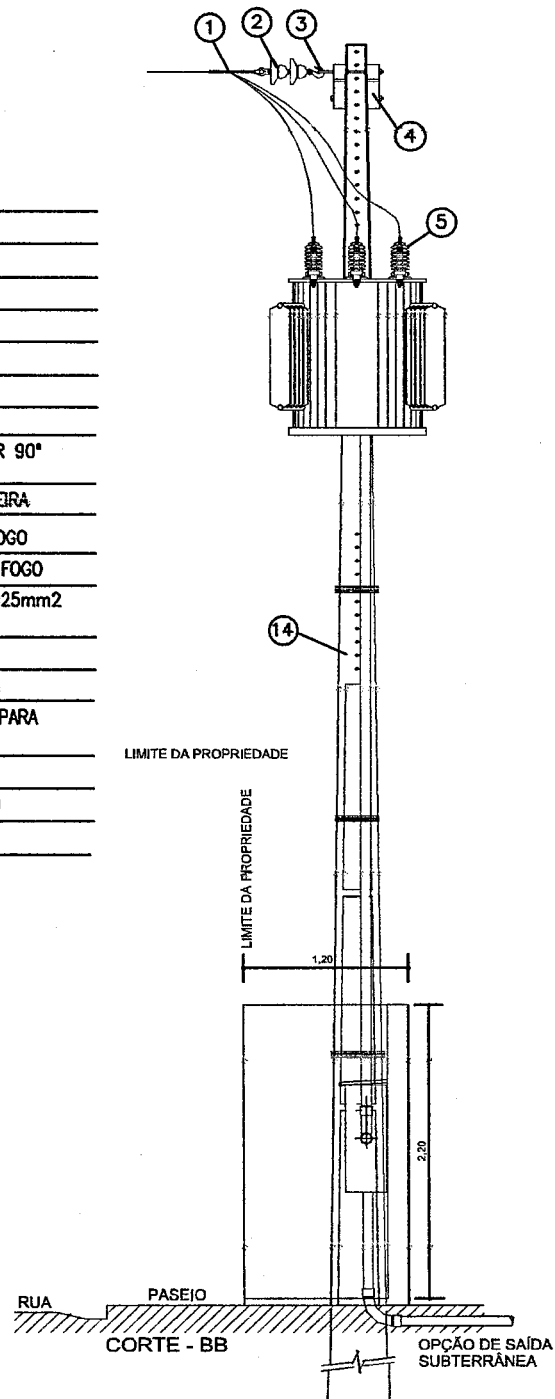 1
2
3
4
5
R 90°
EIRA
OGO
FOGO
25mm2
PARA
14
LIMITE DA PROPRIEDADE
LIMITE DA PROPRIEDADE
1,20
2,20
RUA
PASEIO
CORTE - BB
OPÇÃO DE SAÍDA
SUBTERRÂNEA